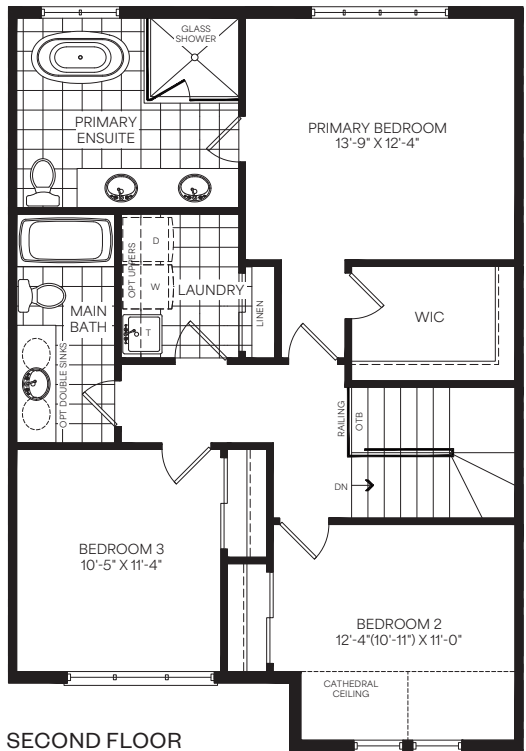 GLASS
SHOWER
PRIMARY
ENSUITE
PRIMARY BEDROOM
13'-9" X 12'-4"
D
OPT UPPERS
W
LAUNDRY
LINEN
T
MAIN
BATH
OPT DOUBLE SINKS
WIC
RAILING
OTB
DN
BEDROOM 3
10'-5" X 11'-4"
BEDROOM 2
12'-4"(10'-11") X 11'-0"
CATHEDRAL
CEILING
SECOND FLOOR